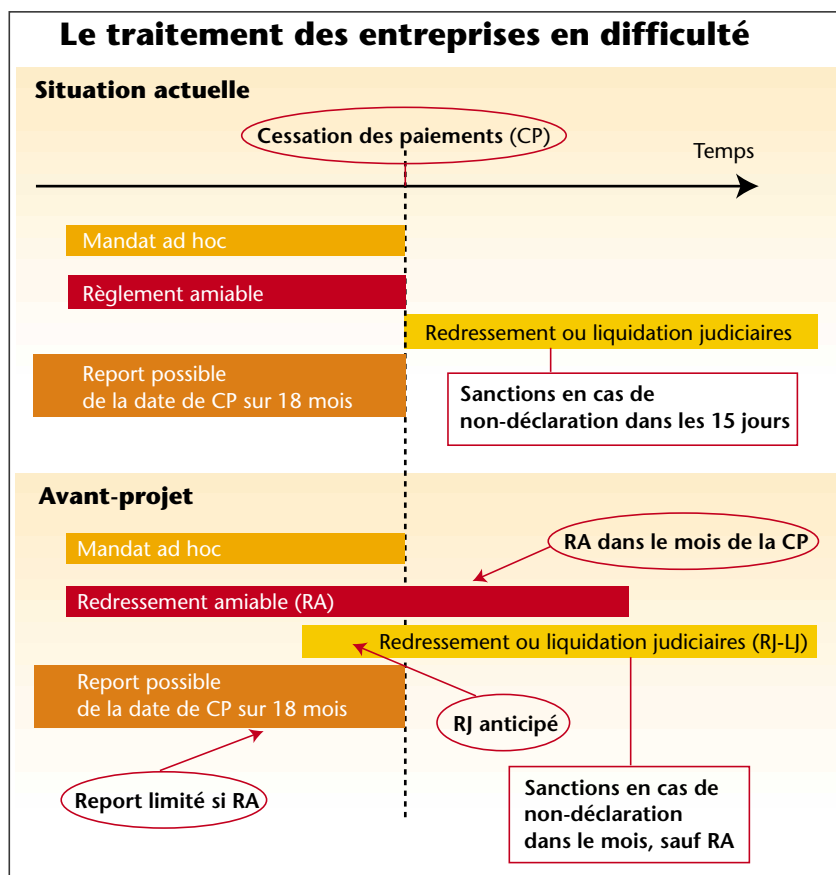 Le traitement des entreprises en difficulté
Situation actuelle
Cessation des paiements (CP)
Temps
Mandat ad hoc
Règlement amiable
Redressement ou liquidation judiciaires
Report possible
de la date de CP sur 18 mois
Sanctions en cas de
non-déclaration dans les 15 jours
Avant-projet
RA dans le mois de la CP
Mandat ad hoc
Redressement amiable (RA)
Redressement ou liquidation judiciaires (RJ-LJ)
Report possible
de la date de CP sur 18 mois
RJ anticipé
Report limité si RA
Sanctions en cas de
non-déclaration
dans le mois, sauf RA